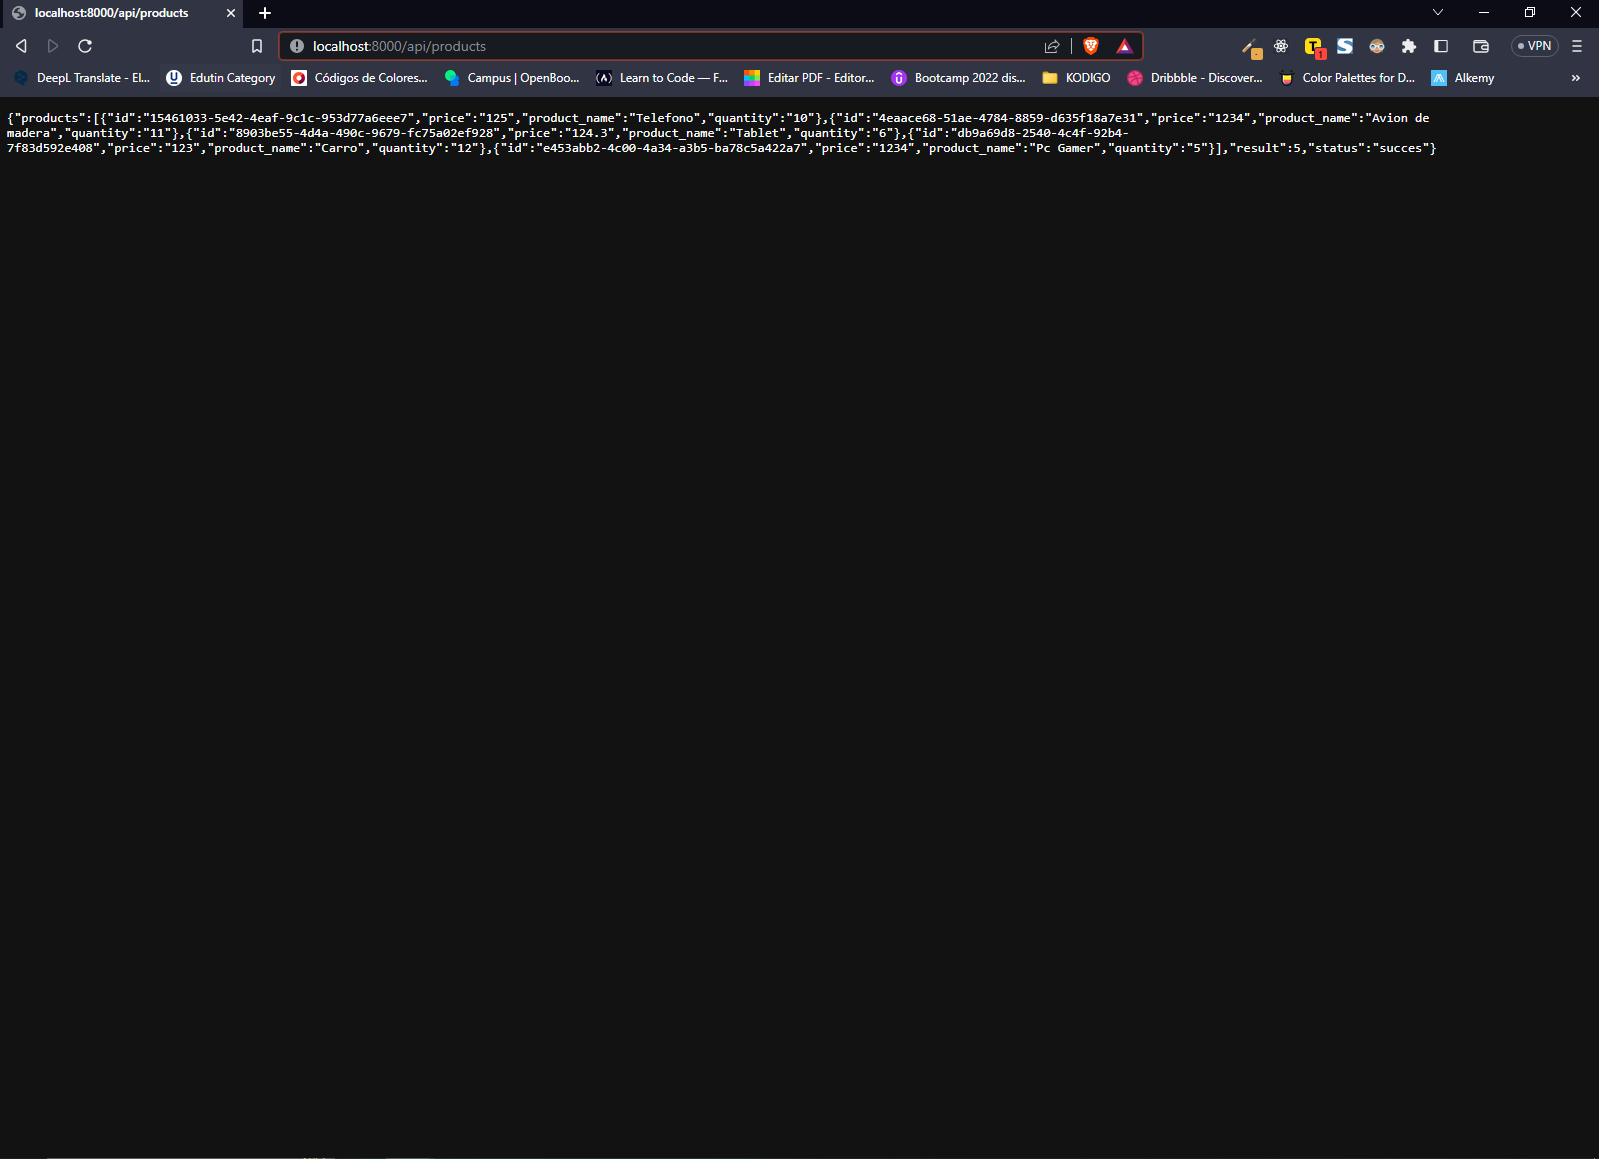 localhost:8000/api/products
localhost:8000/api/products
VPN
DeepL Translate - El...
Edutin Category
Códigos de Colores...
Campus | OpenBoo...
Learn to Code — F...
Editar PDF - Editor...
Bootcamp 2022 dis...
KODIGO
Dribbble - Discover...
Color Palettes for D...
Alkemy
{"products":[{"id":"15461033-5e42-4eaf-9c1c-953d77a6eee7","price":"125","product_name":"Telefono","quantity":"10"},{"id":"4eaace68-51ae-4784-8859-d635f18a7e31","price":"1234","product_name":"Avion de
madera","quantity":"11"},{"id":"8903be55-4d4a-490c-9679-fc75a02ef928","price":"124.3","product_name":"Tablet","quantity":"6"},{"id":"db9a69d8-2540-4c4f-92b4-
7f83d592e408","price":"123","product_name":"Carro","quantity":"12"},{"id":"e453abb2-4c00-4a34-a3b5-ba78c5a422a7","price":"1234","product_name":"Pc Gamer","quantity":"5"}],"result":5,"status":"succes"}